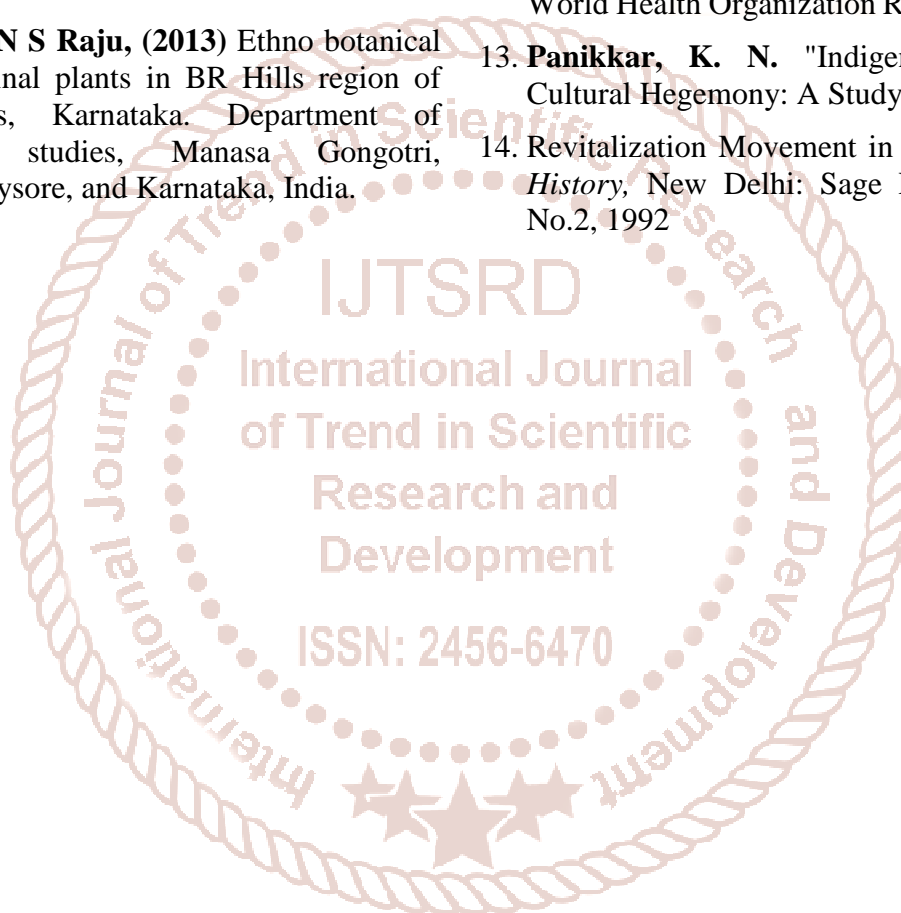 N S Raju, (2013) Ethno botanical
plants in BR Hills region of
Karnataka. Department of
studies, Manasa Gongotri,
and Karnataka, India.
World Health Organization
13. Panikkar, K. N.
Cultural Hegemony: A Study
14. Revitalization Movement in
History, New Delhi: Sage
No.2, 1992
International Journal of Trend in Scientific Research and Development
IJTSRD
International Journal
of Trend in Scientific
Research and
Development
ISSN: 2456-6470